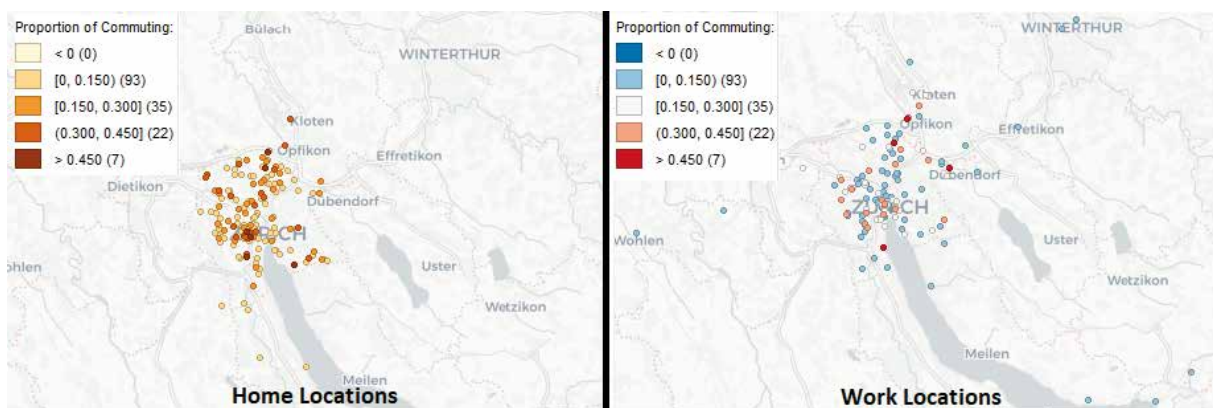 Proportion of Commuting:
< 0 (0)
[0, 0.150) (93)
[0.150, 0.300] (35)
(0.300, 0.450] (22)
> 0.450 (7)
Bülach
WINTERTHUR
Kloten
Opfikon
Effretikon
Dietikon
Dübendorf
RICH
Uster
ohlen
Wetzikon
Meilen
Home Locations
Proportion of Commuting:
< 0 (0)
[0, 0.150) (93)
[0.150, 0.300] (35)
(0.300, 0.450] (22)
> 0.450 (7)
WINTERTHUR
Kloten
Opfikon
Effretikon
Dübendorf
ZÜRICH
Wohlen
Uster
Wetzikon
Meilen
Work Locations